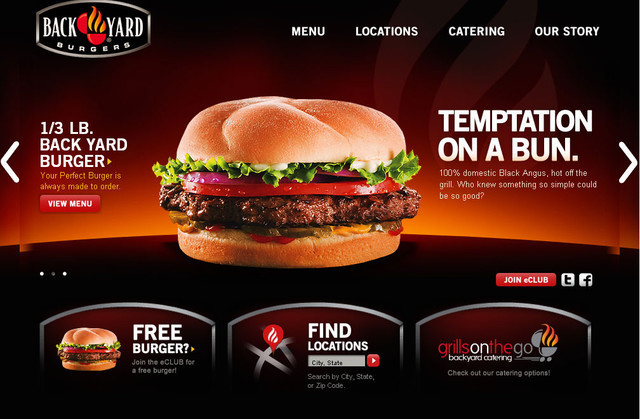 BACK YARD
BURGERS
MENU
LOCATIONS
CATERING
OUR STORY
1/3 LB.
BACK YARD
BURGER
Your Perfect Burger is
always made to order.
VIEW MENU
TEMPTATION
ON A BUN.
100% domestic Black Angus, hot off the
grill. Who knew something so simple could
be so good?
JOIN eCLUB
t f
FREE
BURGER?
Join the eCLUB for
a free burger!
FIND
LOCATIONS
City, State
Search by City, State,
or Zip Code.
grillsonthego
backyard catering
Check out our catering options!